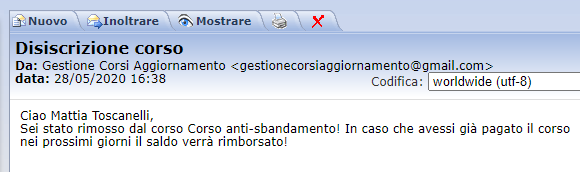 Nuovo Inoltrare Mostrare
Disiscrizione corso
Da: Gestione Corsi Aggiornamento <gestionecorsiaggiornamento@gmail.com>
data: 28/05/2020 16:38
Codifica: worldwide (utf-8)
Ciao Mattia Toscanelli,
Sei stato rimosso dal corso Corso anti-sbandamento! In caso che avessi già pagato il corso
nei prossimi giorni il saldo verrà rimborsato!